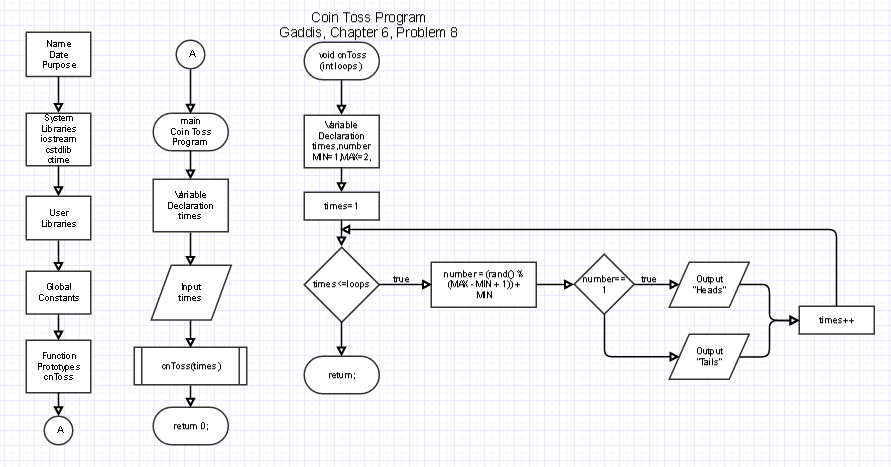 Coin Toss Program
Gaddis, Chapter 6, Problem 8
Name
Date
Purpose
System
Libraries
iostream
cstdlib
ctime
User
Libraries
Global
Constants
Function
Prototypes
cnToss
A
A
main
Coin Toss
Program
Variable
Declaration
times
Input
times
cnToss(times)
return 0;
void cnToss
(int loops)
Variable
Declaration
times,number
MIN=1,MAX=2,
times=1
times<=loops
true
number = (rand() %
(MAX - MIN + 1)) +
MIN
number==
1
true
Output
"Heads"
Output
"Tails"
times++
return;